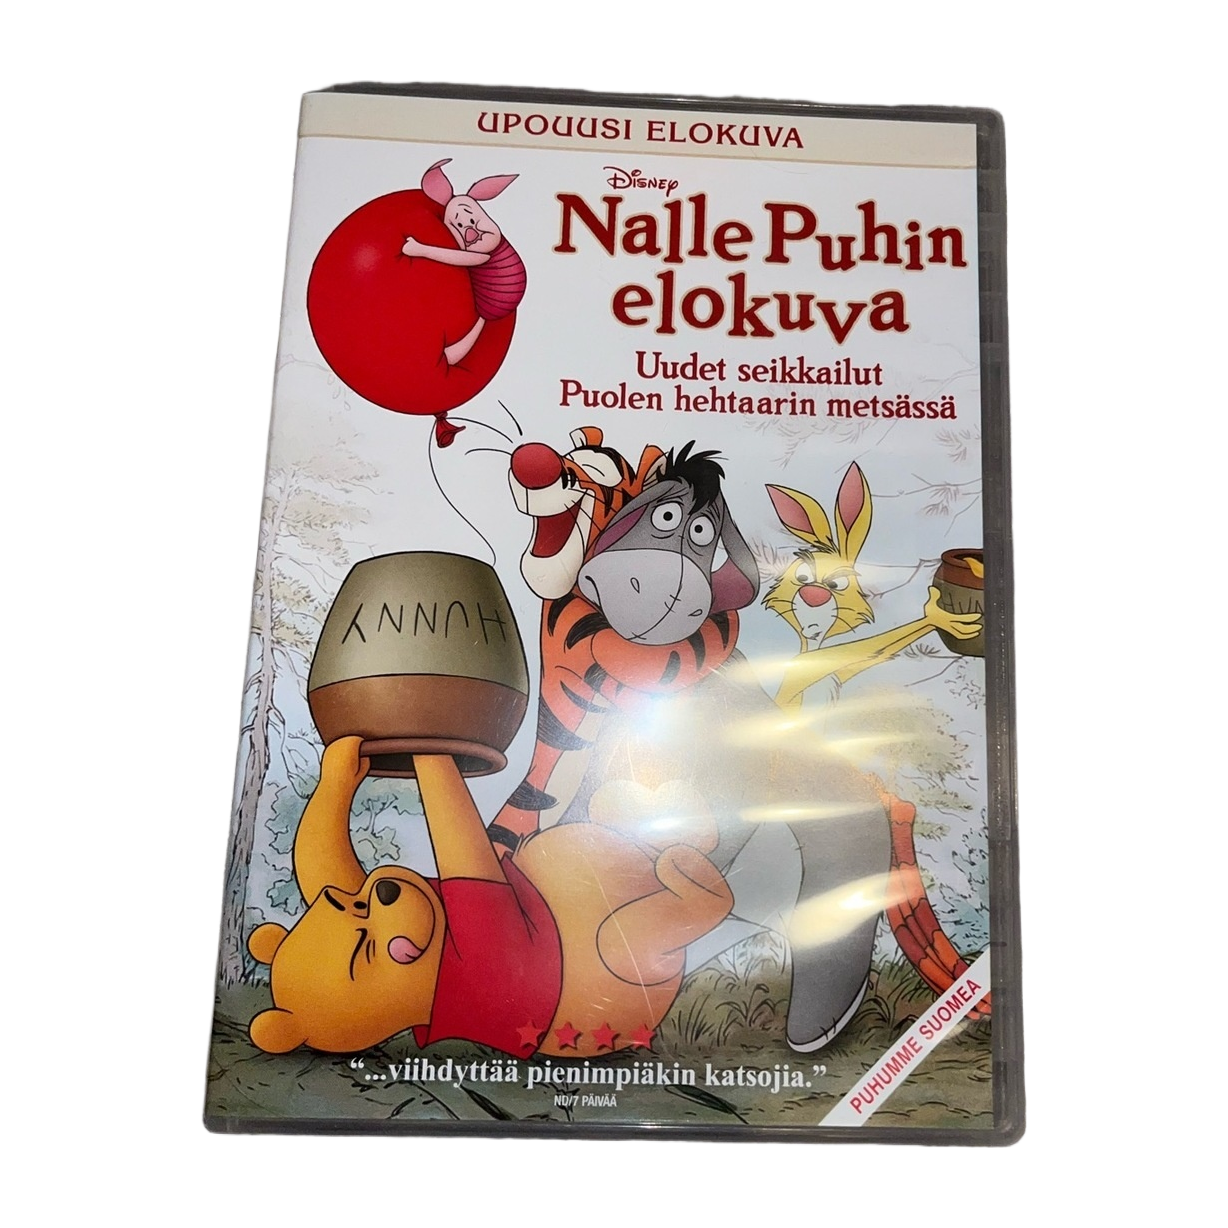 UPOUUSI ELOKUVA
Disney
Nalle Puhin
elokuva
Uudet seikkailut
Puolen hehtaarin metsässä
HUNNY
"...viihdyttää pienimpiäkin katsojia."
ND/7 PÄIVÄÄ
PUHUMME SUOMEA